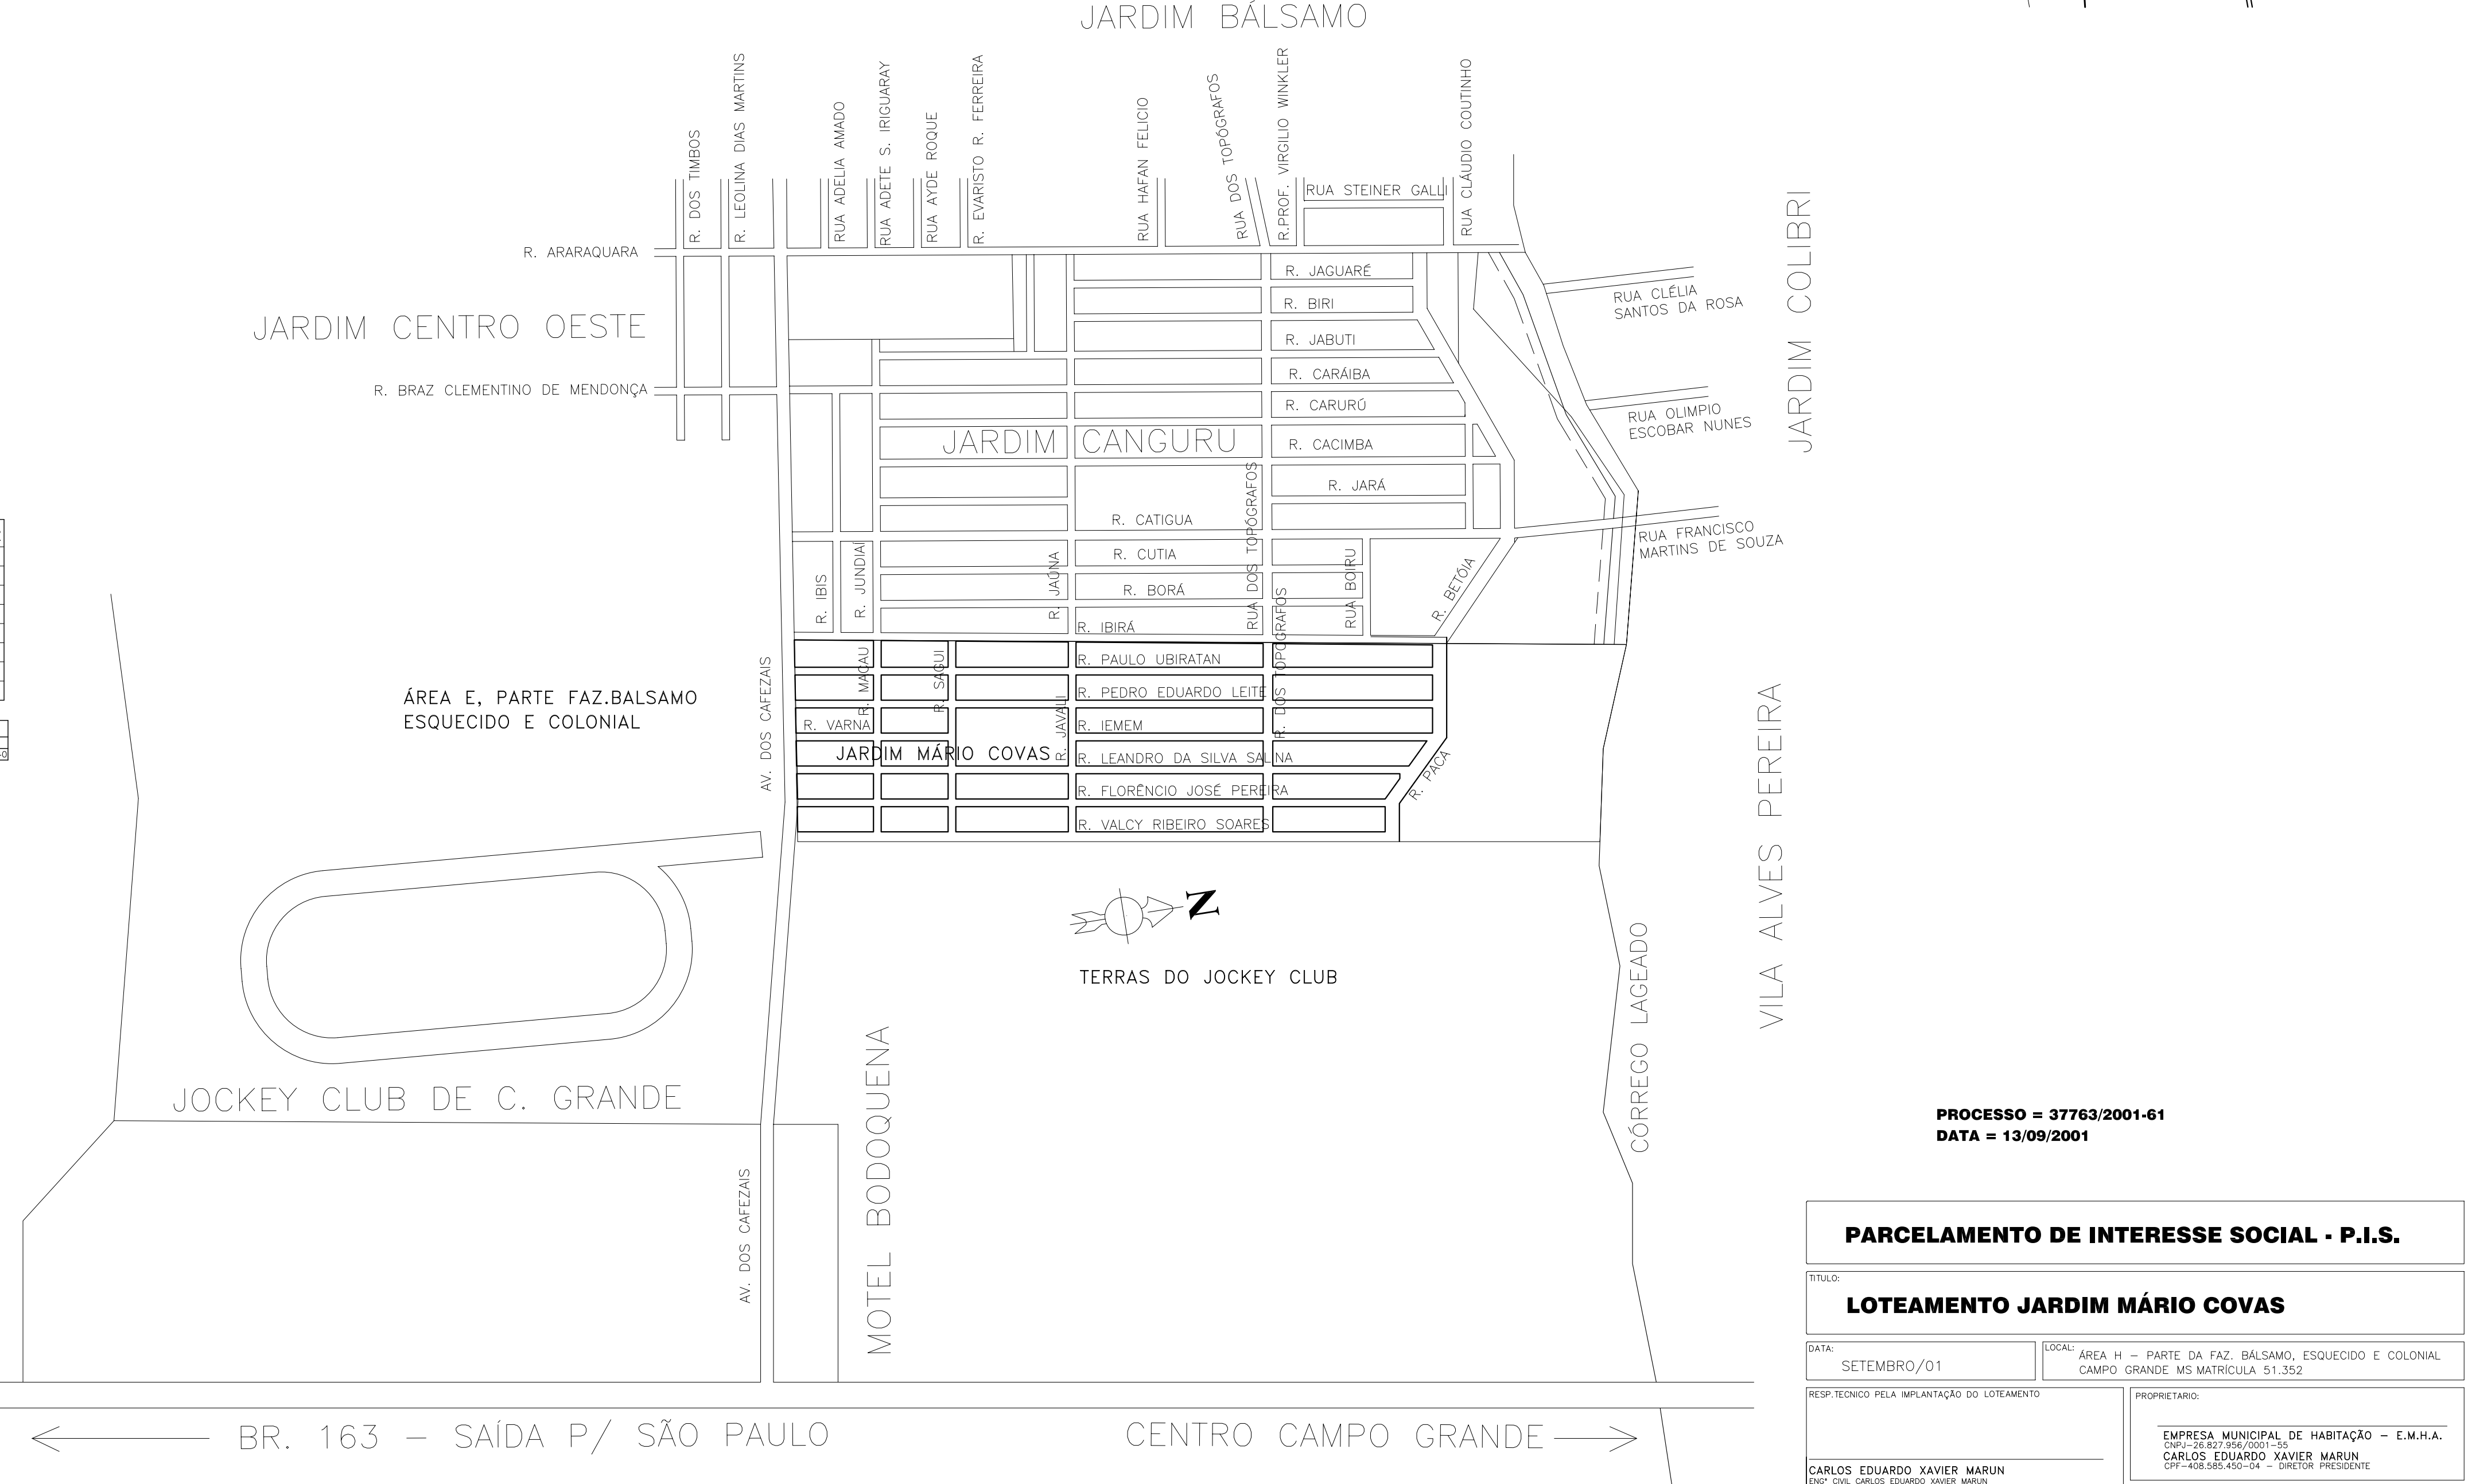 JARDIM BÁLSAMO
R. DOS TIMBOS
R. LEOLINA DIAS MARTINS
RUA ADELIA AMADO
RUA ADETE S. IRIGUARAY
RUA AYDE ROQUE
R. EVARISTO R. FERREIRA
RUA HAFAN FELICIO
RUA DOS TOPÓGRAFOS
R.PROF. VIRGILIO WINKLER
RUA STEINER GALLI
RUA CLÁUDIO COUTINHO
R. ARARAQUARA
JARDIM CENTRO OESTE
R. BRAZ CLEMENTINO DE MENDONÇA
R. JAGUARÉ
R. BIRI
R. JABUTI
R. CARÁIBA
R. CARURÚ
JARDIM CANGURU
R. CACIMBA
R. JARÁ
R. CATIGUA
R. CUTIA
R. BORÁ
R. IBIRÁ
R. IBIS
R. JUNDIAÍ
R. JAÚNA
RUA DOS TOPÓGRAFOS
RUA BOIRU
R. BETÓIA
RUA CLÉLIA
SANTOS DA ROSA
RUA OLIMPIO
ESCOBAR NUNES
RUA FRANCISCO
MARTINS DE SOUZA
JARDIM COLIBRI
ÁREA E, PARTE FAZ.BALSAMO
ESQUECIDO E COLONIAL
AV. DOS CAFEZAIS
R. MACAU
R. SAGUI
R. JAVALI
R. DOS TOPOGRAFOS
R. PAULO UBIRATAN
R. PEDRO EDUARDO LEITE
R. VARNA
R. IEMEM
JARDIM MÁRIO COVAS
R. LEANDRO DA SILVA SALINA
R. FLORÊNCIO JOSÉ PEREIRA
R. VALCY RIBEIRO SOARES
R. PACA
VILA ALVES PEREIRA
N
TERRAS DO JOCKEY CLUB
CÓRREGO LAGEADO
JOCKEY CLUB DE C. GRANDE
MOTEL BODOQUENA
AV. DOS CAFEZAIS
BR. 163 – SAÍDA P/ SÃO PAULO
CENTRO CAMPO GRANDE
PROCESSO = 37763/2001-61
DATA = 13/09/2001
PARCELAMENTO DE INTERESSE SOCIAL - P.I.S.
TITULO:
LOTEAMENTO JARDIM MÁRIO COVAS
DATA:
SETEMBRO/01
LOCAL:
ÁREA H – PARTE DA FAZ. BÁLSAMO, ESQUECIDO E COLONIAL
CAMPO GRANDE MS MATRÍCULA 51.352
RESP.TECNICO PELA IMPLANTAÇÃO DO LOTEAMENTO
CARLOS EDUARDO XAVIER MARUN
ENGº CIVIL CARLOS EDUARDO XAVIER MARUN
PROPRIETARIO:
EMPRESA MUNICIPAL DE HABITAÇÃO – E.M.H.A.
CNPJ–26.827.956/0001–55
CARLOS EDUARDO XAVIER MARUN
CPF–408.585.450–04 – DIRETOR PRESIDENTE